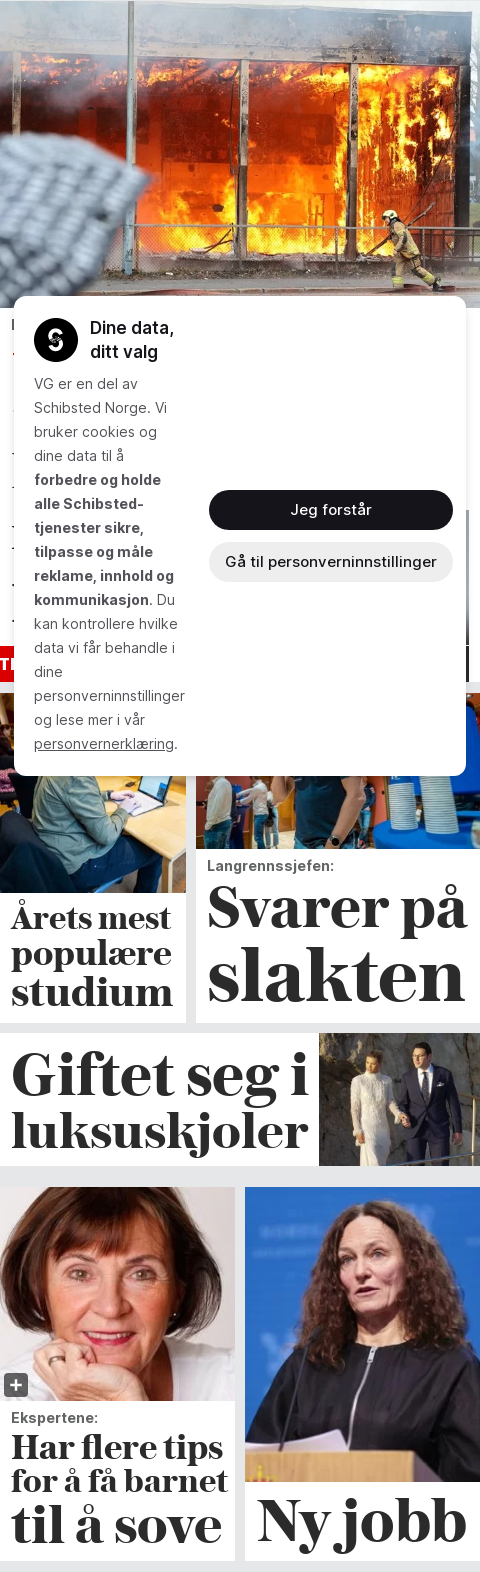 Dine data,
ditt valg
VG er en del av
Schibsted Norge. Vi
bruker cookies og
dine data til å
forbedre og holde
alle Schibsted-
tjenester sikre,
tilpasse og måle
reklame, innhold og
kommunikasjon. Du
kan kontrollere hvilke
data vi får behandle i
dine
personverninnstillinger
og lese mer i vår
personvernerklæring.
Jeg forstår
Gå til personverninnstillinger
Årets mest
populære
studium
Langrennssjefen:
Svarer på
slakten
Giftet seg i
luksuskjoler
Ekspertene:
Har flere tips
for å få barnet
til å sove
Ny jobb